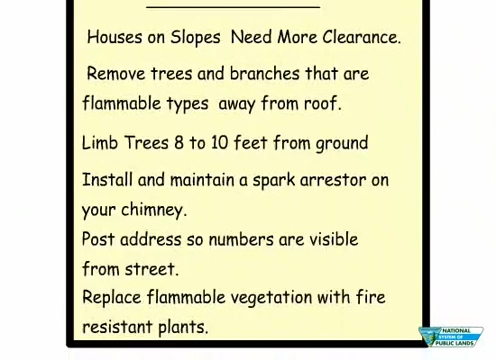 Houses on Slopes Need More Clearance.
Remove trees and branches that are
flammable types away from roof.
Limb Trees 8 to 10 feet from ground
Install and maintain a spark arrestor on
your chimney.
Post address so numbers are visible
from street.
Replace flammable vegetation with fire
resistant plants.
NATIONAL
SYSTEM OF
PUBLIC LANDS